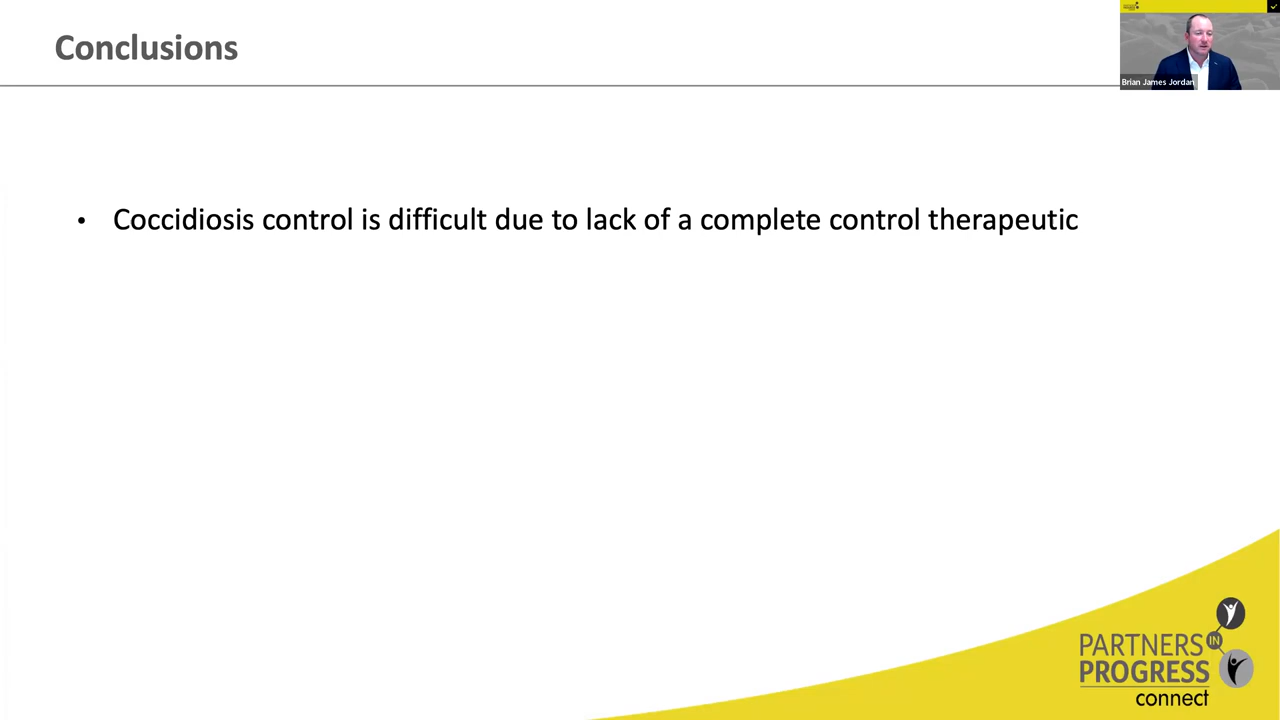 Conclusions
Brian James Jordan
• Coccidiosis control is difficult due to lack of a complete control therapeutic
PARTNERS
IN
PROGRESS
connect